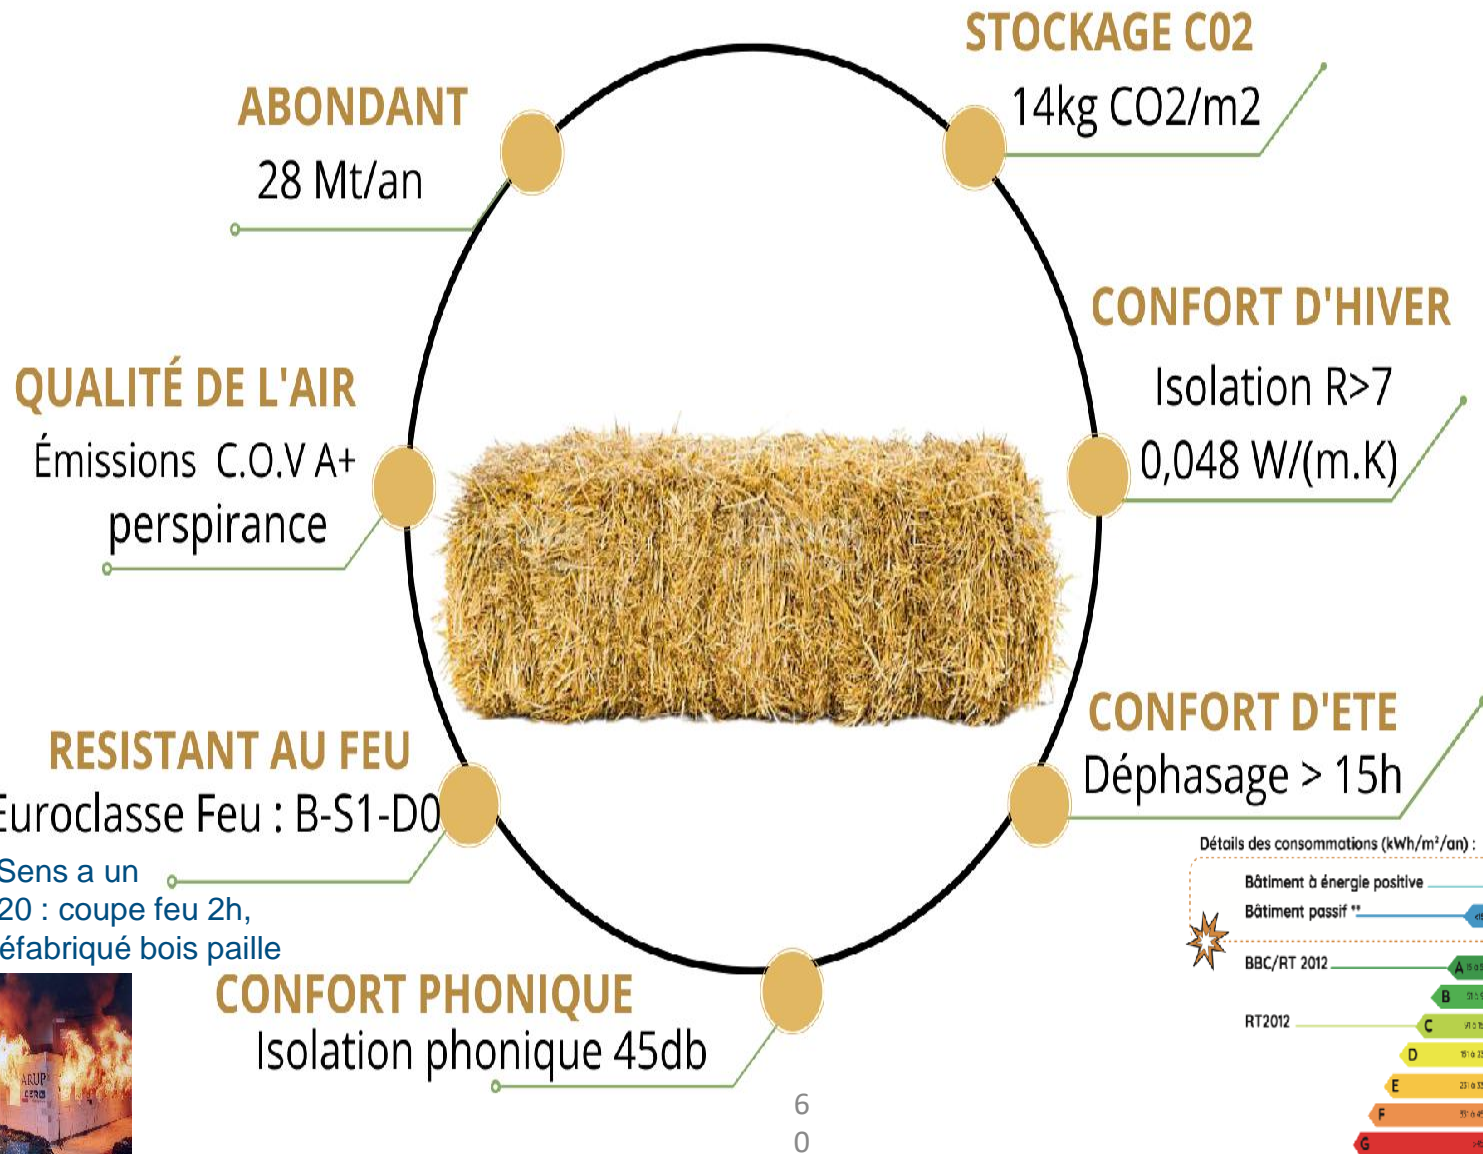 STOCKAGE C02
14kg CO2/m2
ABONDANT
28 Mt/an
CONFORT D'HIVER
Isolation R>7
0,048 W/(m.K)
QUALITÉ DE L'AIR
Émissions C.O.V A+
perspirance
CONFORT D'ETE
Déphasage > 15h
RESISTANT AU FEU
Euroclasse Feu : B-S1-D0
Sens a un
20 : coupe feu 2h,
éfabriqué bois paille
CONFORT PHONIQUE
Isolation phonique 45db
ARUP
Détails des consommations (kWh/m²/an) :
Bâtiment à énergie positive
Bâtiment passif **
BBC/RT 2012
A
B
RT2012
C
D
E
F
G
6
0